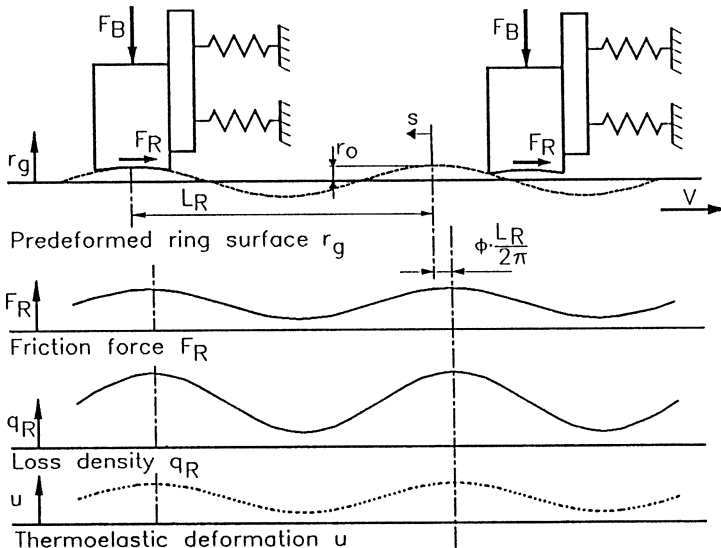 F_B F_B
F_R F_R
s
r_g r_o
L_R V
Predeformed ring surface r_g
ϕ·L_R/2π
F_R
Friction force F_R
q_R
Loss density q_R
u
Thermoelastic deformation u